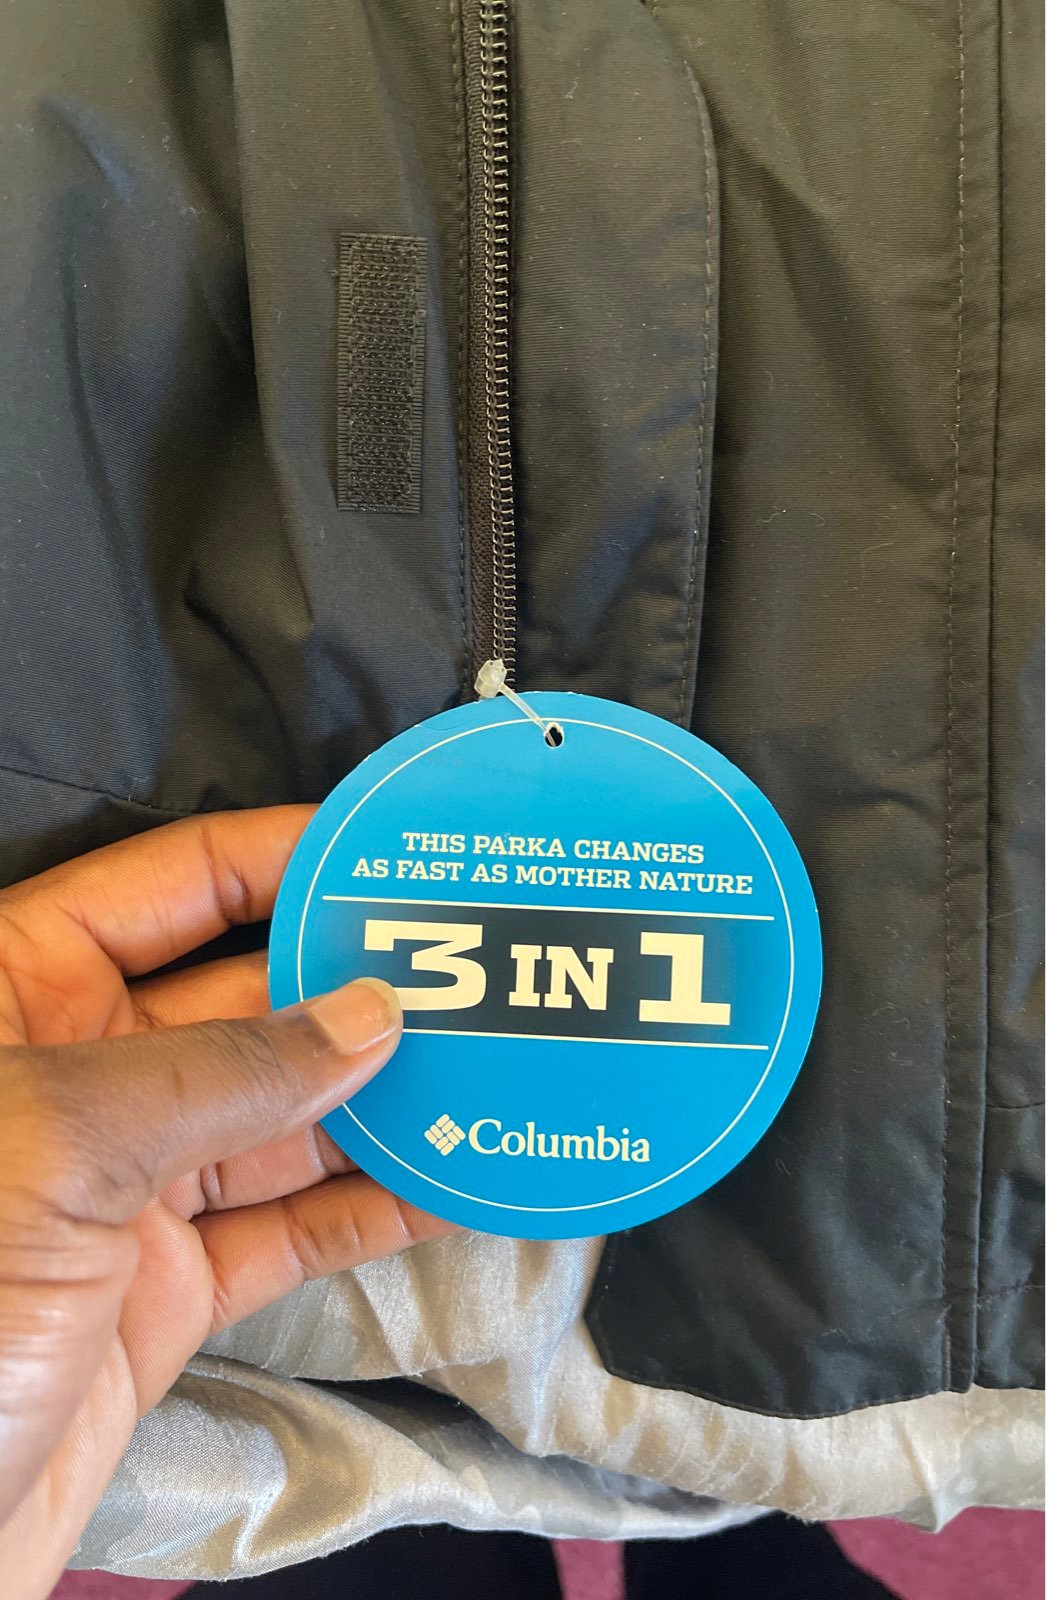 THIS PARKA CHANGES
AS FAST AS MOTHER NATURE
3 IN 1
Columbia